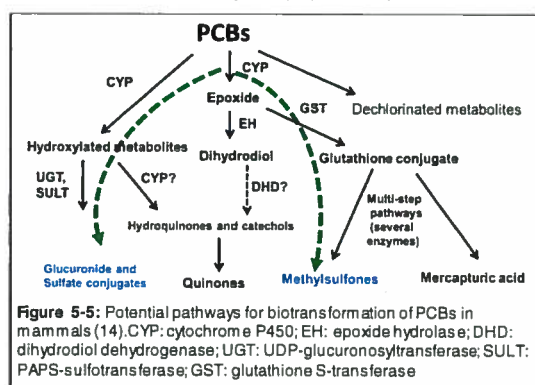 PCBs
CYP
CYP
Epoxide
GST
Dechlorinated metabolites
EH
Hydroxylated metabolites
Dihydrodiol
Glutathione conjugate
UGT,
SULT
CYP?
DHD?
Multi-step
pathways
(several
enzymes)
Hydroquinones and catechols
Glucuronide and
Sulfate conjugates
Quinones
Methylsulfones
Mercapturic acid
Figure 5-5: Potential pathways for biotransformation of PCBs in
mammals (14).CYP: cytochrome P450; EH: epoxide hydrolase; DHD:
dihydrodiol dehydrogenase; UGT: UDP-glucuronosyltransferase; SULT:
PAPS-sulfotransferase; GST: glutathione S-transferase